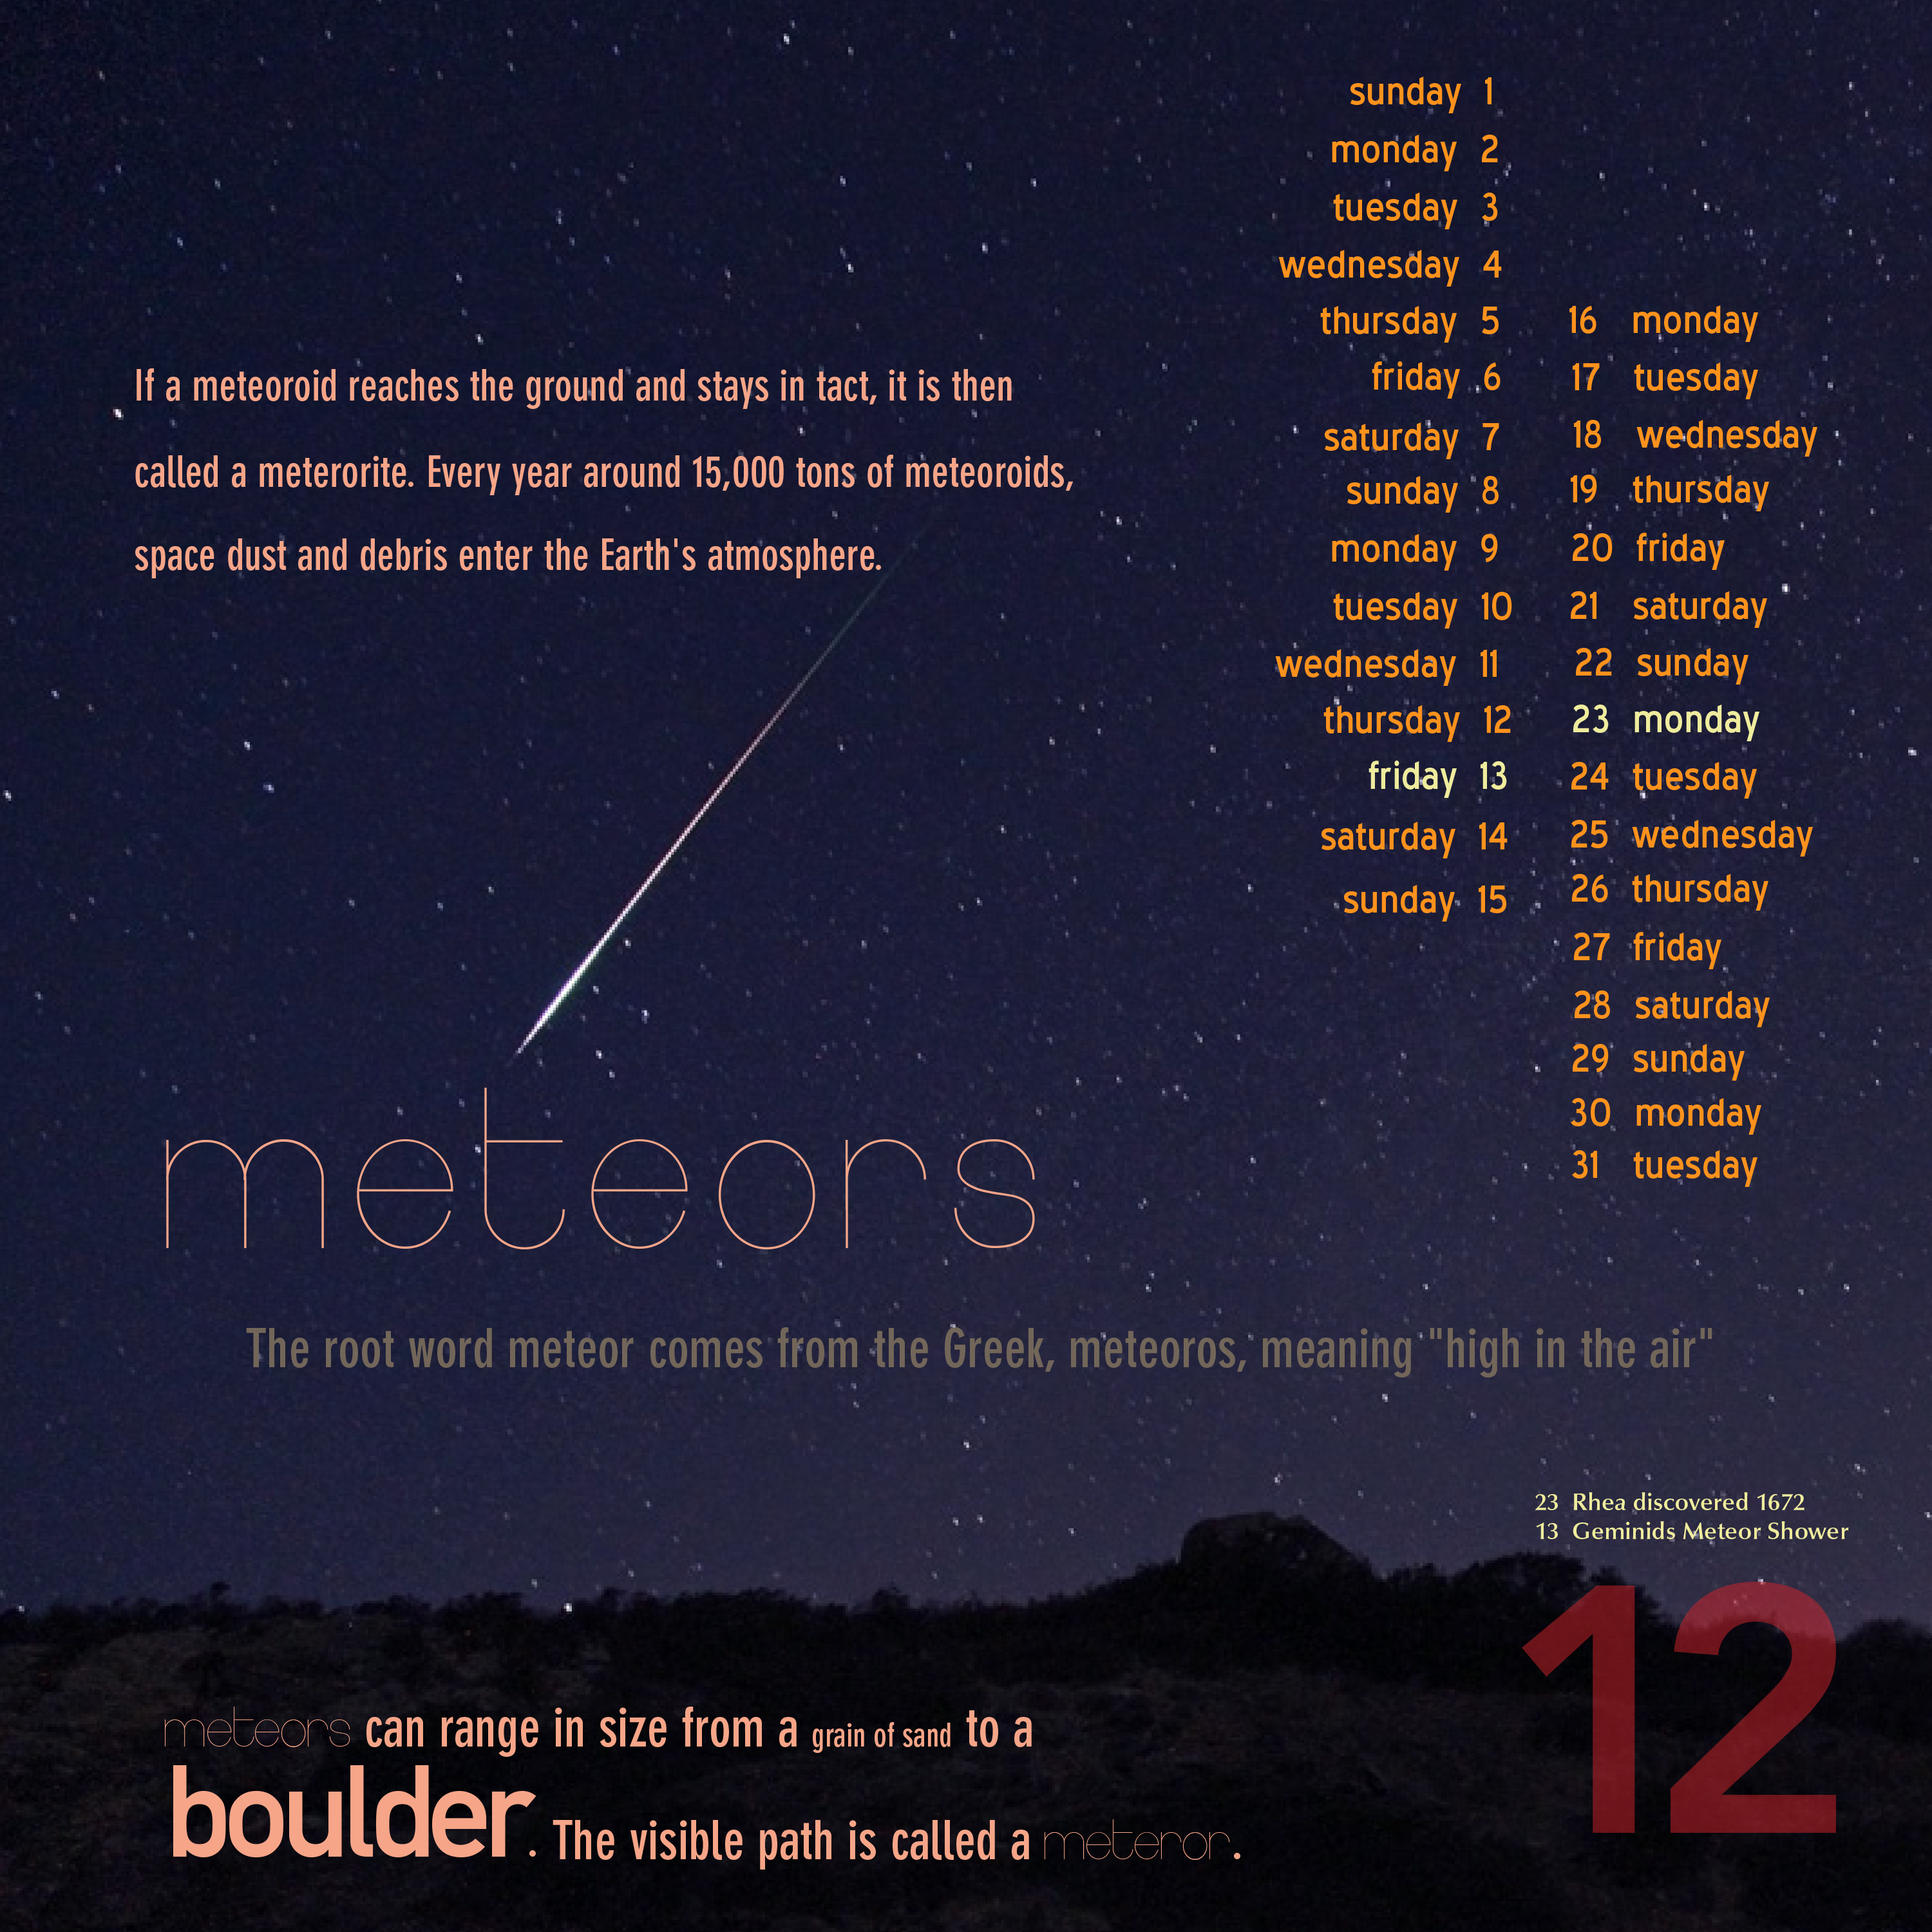 sunday 1
monday 2
tuesday 3
wednesday 4
thursday 5
friday 6
saturday 7
sunday 8
monday 9
tuesday 10
wednesday 11
thursday 12
friday 13
saturday 14
sunday 15
16 monday
17 tuesday
18 wednesday
19 thursday
20 friday
21 saturday
22 sunday
23 monday
24 tuesday
25 wednesday
26 thursday
27 friday
28 saturday
29 sunday
30 monday
31 tuesday
If a meteoroid reaches the ground and stays in tact, it is then
called a meterorite. Every year around 15,000 tons of meteoroids,
space dust and debris enter the Earth's atmosphere.
meteors
The root word meteor comes from the Greek, meteoros, meaning "high in the air"
23 Rhea discovered 1672
13 Geminids Meteor Shower
12
meteors can range in size from a grain of sand to a
boulder. The visible path is called a meteror.